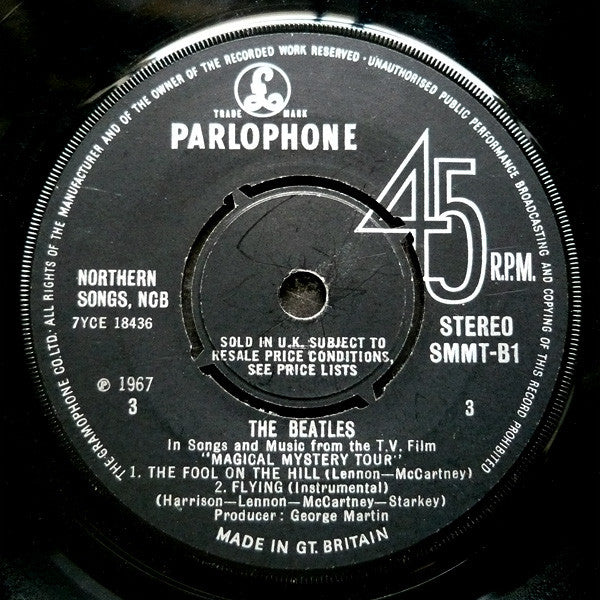 THE GRAMOPHONE CO.LTD. ALL RIGHTS OF THE MANUFACTURER AND OF THE OWNER OF THE RECORDED WORK RESERVED · UNAUTHORISED PUBLIC PERFORMANCE BROADCASTING AND COPYING OF THIS RECORD PROHIBITED
£
TRADE MARK
PARLOPHONE
45
R.P.M.
NORTHERN
SONGS, NCB
7YCE 18436
STEREO
SMMT-B1
SOLD IN U.K. SUBJECT TO
RESALE PRICE CONDITIONS,
SEE PRICE LISTS
℗ 1967
3
3
THE BEATLES
In Songs and Music from the T.V. Film
"MAGICAL MYSTERY TOUR"
1. THE FOOL ON THE HILL (Lennon—McCartney)
2. FLYING (Instrumental)
(Harrison—Lennon—McCartney—Starkey)
Producer: George Martin
MADE IN GT. BRITAIN